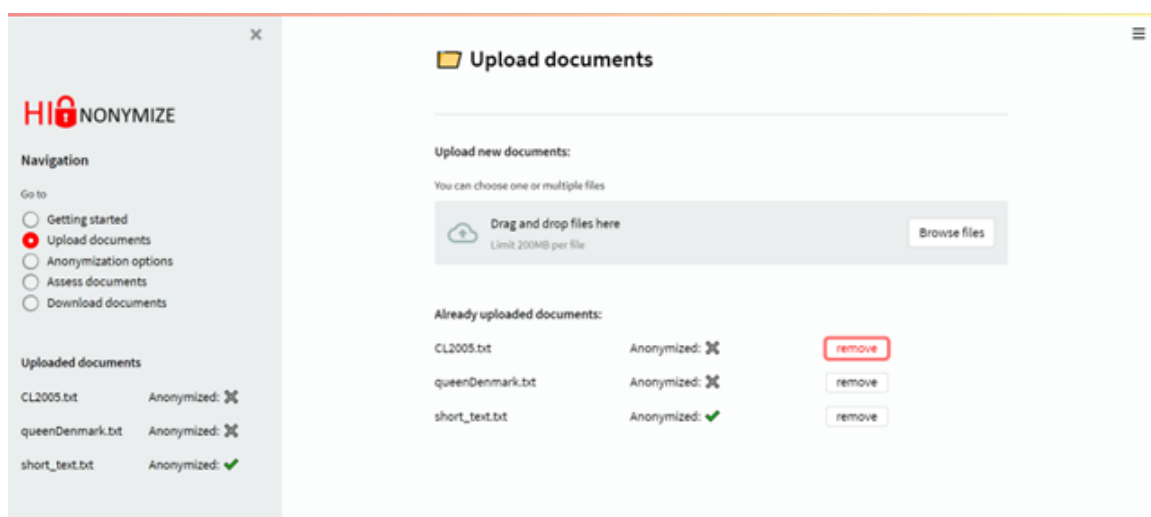 HI NONYMIZE
Navigation
Go to
Getting started
Upload documents
Anonymization options
Assess documents
Download documents
Uploaded documents
CL2005.txt Anonymized:
queenDenmark.txt Anonymized:
short_text.txt Anonymized:
Upload documents
Upload new documents:
You can choose one or multiple files
Drag and drop files here
Limit 200MB per file
Browse files
Already uploaded documents:
CL2005.txt Anonymized: remove
queenDenmark.txt Anonymized: remove
short_text.txt Anonymized: remove